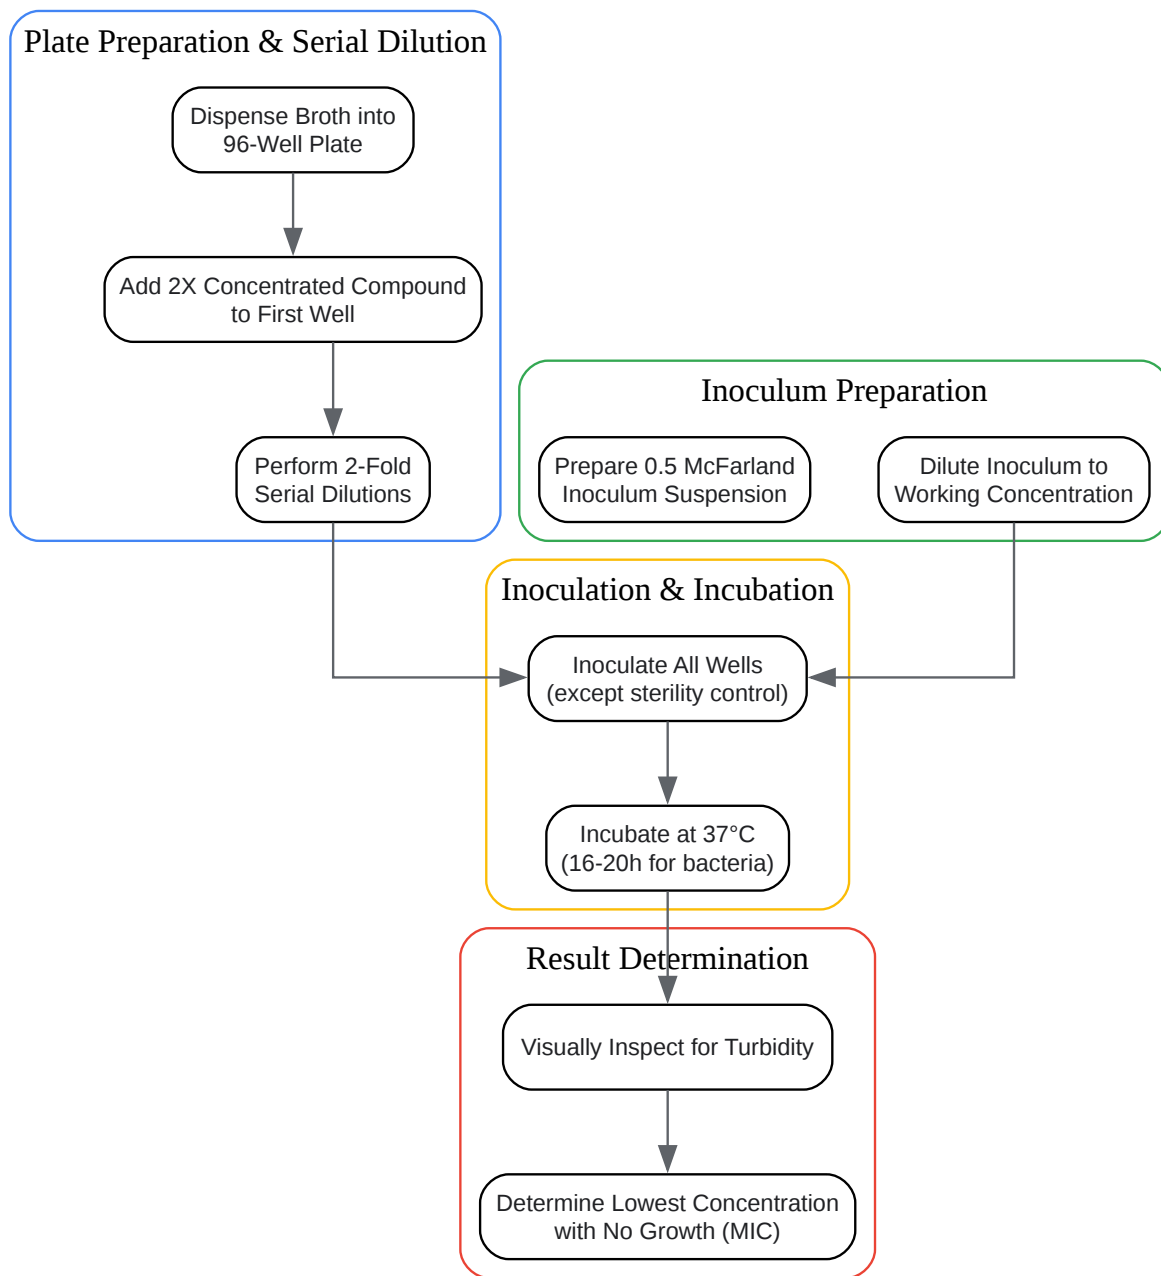 Plate Preparation & Serial Dilution
Dispense Broth into
96-Well Plate
Add 2X Concentrated Compound
to First Well
Perform 2-Fold
Serial Dilutions
Inoculum Preparation
Prepare 0.5 McFarland
Inoculum Suspension
Dilute Inoculum to
Working Concentration
Inoculation & Incubation
Inoculate All Wells
(except sterility control)
Incubate at 37°C
(16-20h for bacteria)
Result Determination
Visually Inspect for Turbidity
Determine Lowest Concentration
with No Growth (MIC)